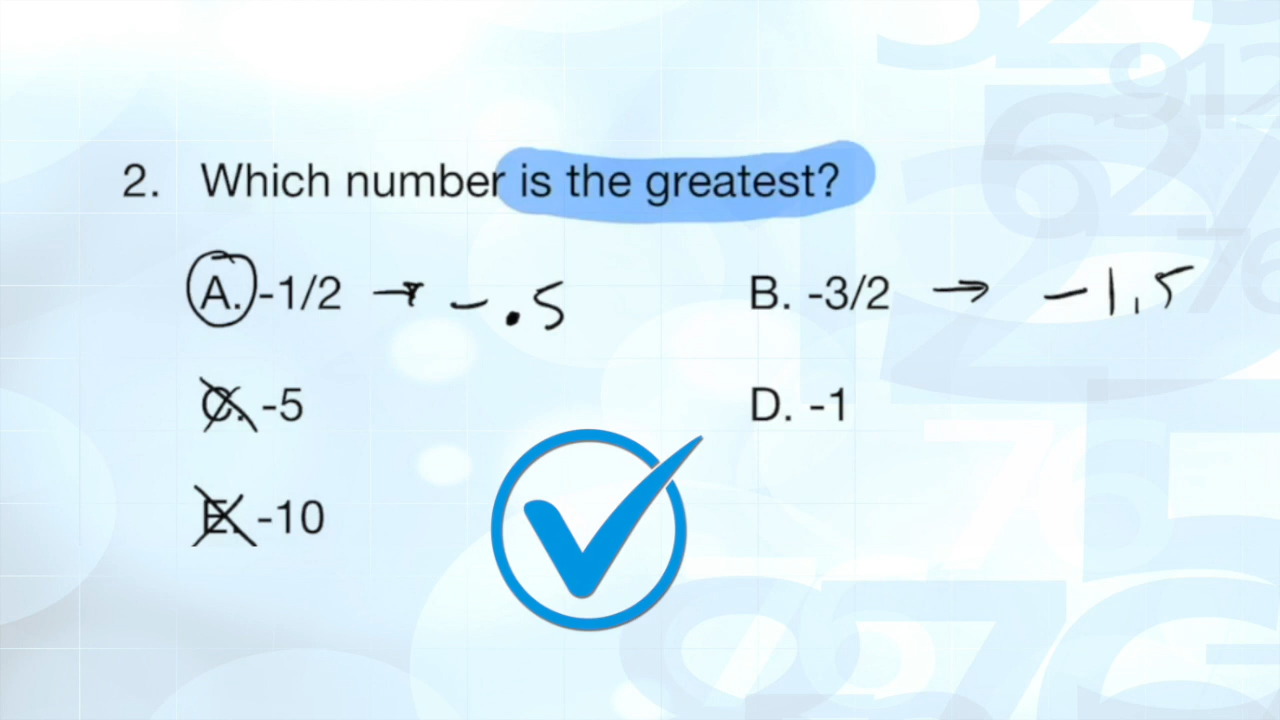 2. Which number is the greatest?
A. -1/2 → -.5
B. -3/2 → -1.5
C. -5
D. -1
E. -10